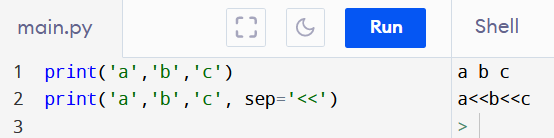 main.py Run Shell
1 print('a','b','c')
2 print('a','b','c', sep='<<')
3
a b c
a<<b<<c
>